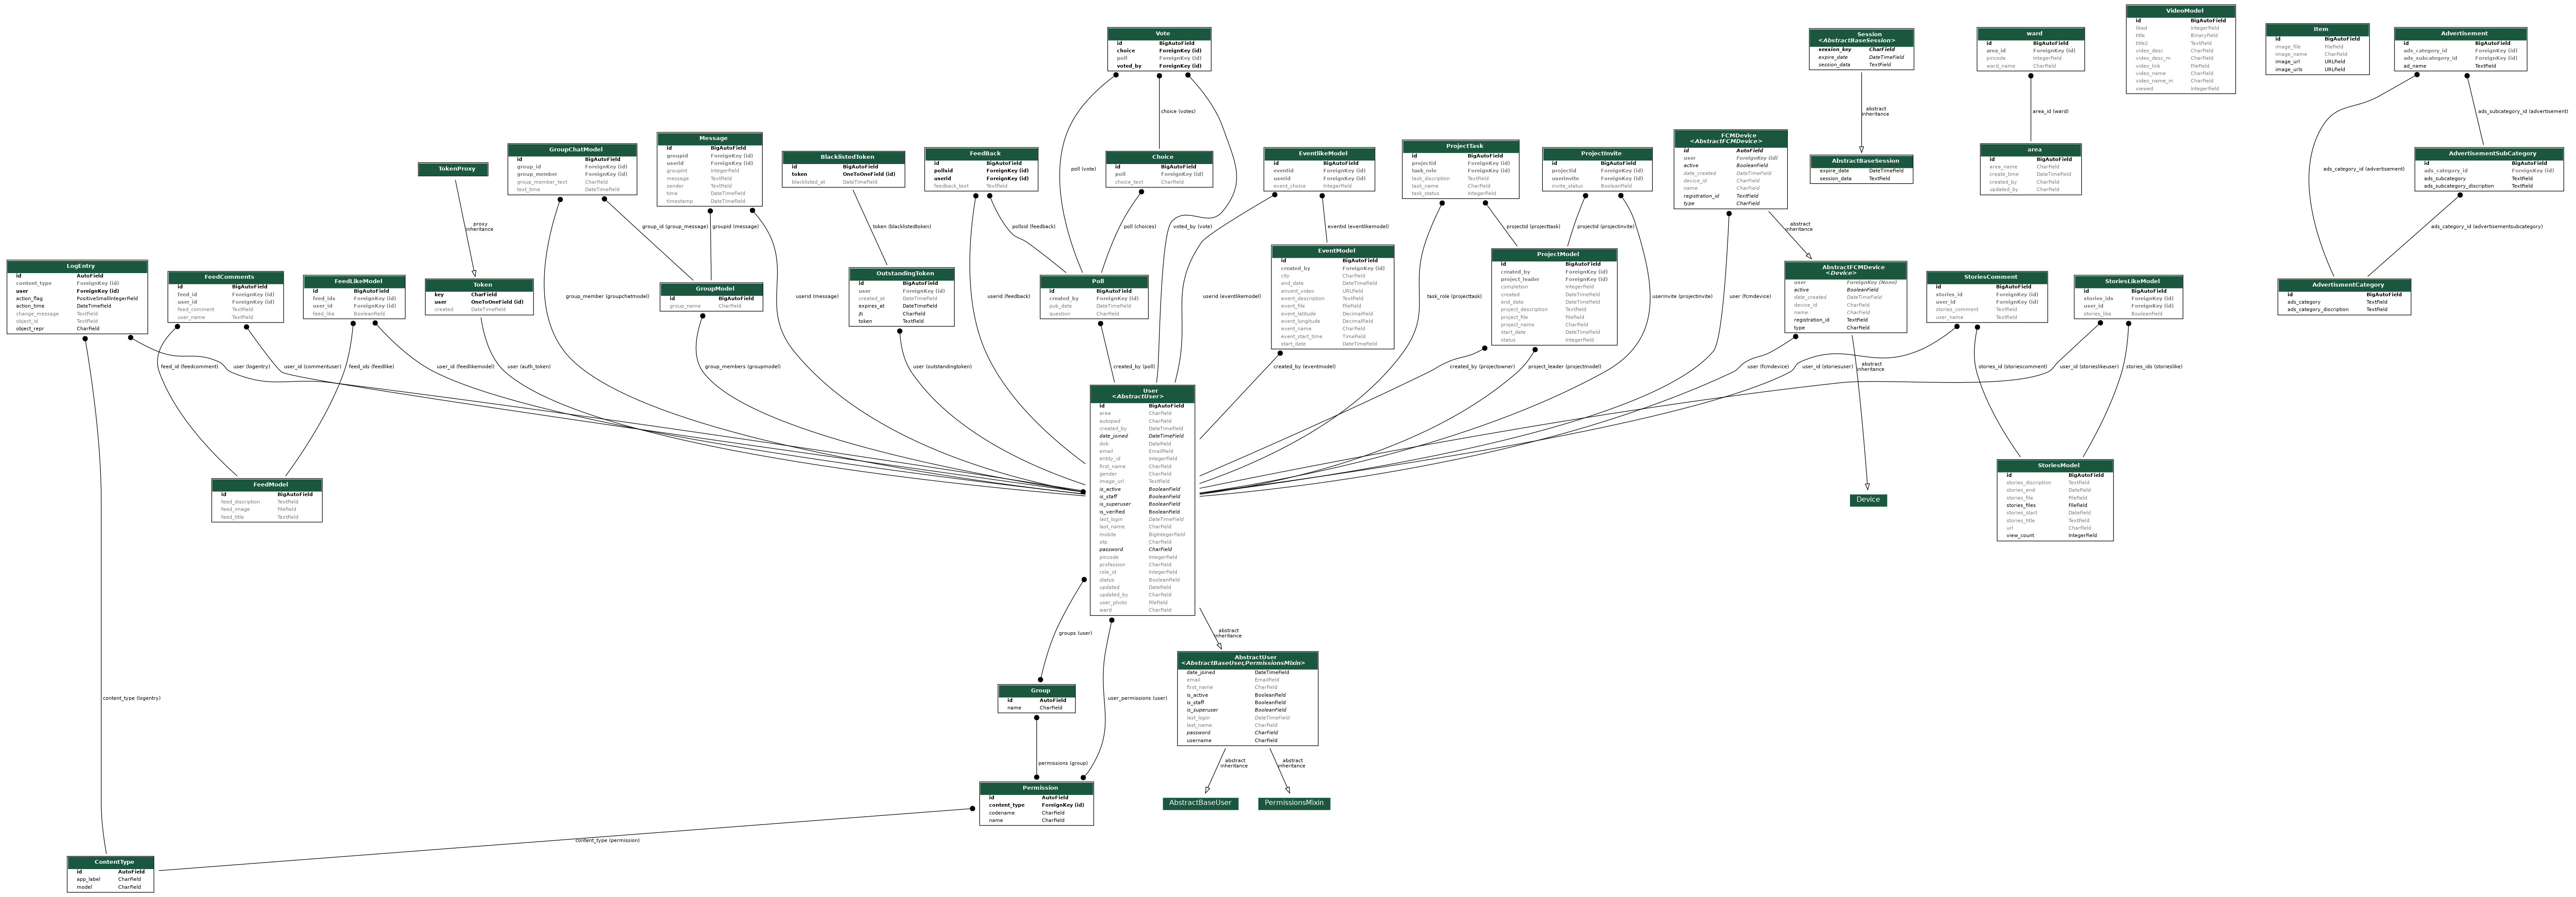 Vote
id BigAutoField
choice ForeignKey (id)
poll ForeignKey (id)
voted_by ForeignKey (id)
Session
<AbstractBaseSession>
session_key CharField
expire_date DateTimeField
session_data TextField
ward
id BigAutoField
area_id ForeignKey (id)
pincode IntegerField
ward_name CharField
VideoModel
id BigAutoField
liked IntegerField
title BinaryField
title2 TextField
video_desc CharField
video_desc_m CharField
video_link FileField
video_name CharField
video_name_m CharField
viewed IntegerField
Item
id BigAutoField
image_file FileField
image_name CharField
image_url URLField
image_urls URLField
Advertisement
id BigAutoField
ads_category_id ForeignKey (id)
ads_subcategory_id ForeignKey (id)
ad_name TextField
poll (vote)
choice (votes)
voted_by (vote)
abstract
inheritance
area_id (ward)
ads_category_id (advertisement)
ads_subcategory_id (advertisement)
TokenProxy
GroupChatModel
id BigAutoField
group_id ForeignKey (id)
group_member ForeignKey (id)
group_member_text CharField
text_time DateTimeField
Message
id BigAutoField
groupid ForeignKey (id)
userid ForeignKey (id)
groupint IntegerField
message TextField
sender TextField
time DateTimeField
timestamp DateTimeField
BlacklistedToken
id BigAutoField
token OneToOneField (id)
blacklisted_at DateTimeField
FeedBack
id BigAutoField
pollsid ForeignKey (id)
userid ForeignKey (id)
feedback_text TextField
Choice
id BigAutoField
poll ForeignKey (id)
choice_text CharField
EventlikeModel
id BigAutoField
eventid ForeignKey (id)
userid ForeignKey (id)
event_choice IntegerField
ProjectTask
id BigAutoField
projectid ForeignKey (id)
task_role ForeignKey (id)
task_discription TextField
task_name CharField
task_status IntegerField
ProjectInvite
id BigAutoField
projectid ForeignKey (id)
userinvite ForeignKey (id)
invite_status BooleanField
FCMDevice
<AbstractFCMDevice>
id AutoField
user ForeignKey (id)
active BooleanField
date_created DateTimeField
device_id CharField
name CharField
registration_id TextField
type CharField
AbstractBaseSession
expire_date DateTimeField
session_data TextField
area
id BigAutoField
area_name CharField
create_time DateTimeField
created_by CharField
updated_by CharField
AdvertisementSubCategory
id BigAutoField
ads_category_id ForeignKey (id)
ads_subcategory TextField
ads_subcategory_discription TextField
proxy
inheritance
group_id (group_message)
groupid (message)
token (blacklistedtoken)
pollsid (feedback)
poll (choices)
eventid (eventlikemodel)
projectid (projecttask)
projectid (projectinvite)
abstract
inheritance
ads_category_id (advertisementsubcategory)
LogEntry
id AutoField
content_type ForeignKey (id)
user ForeignKey (id)
action_flag PositiveSmallIntegerField
action_time DateTimeField
change_message TextField
object_id TextField
object_repr CharField
FeedComments
id BigAutoField
feed_id ForeignKey (id)
user_id ForeignKey (id)
feed_comment TextField
user_name TextField
FeedLikeModel
id BigAutoField
feed_ids ForeignKey (id)
user_id ForeignKey (id)
feed_like BooleanField
Token
key CharField
user OneToOneField (id)
created DateTimeField
group_member (groupchatmodel)
GroupModel
id BigAutoField
group_name CharField
userid (message)
OutstandingToken
id BigAutoField
user ForeignKey (id)
created_at DateTimeField
expires_at DateTimeField
jti CharField
token TextField
userid (feedback)
Poll
id BigAutoField
created_by ForeignKey (id)
pub_date DateTimeField
question CharField
userid (eventlikemodel)
EventModel
id BigAutoField
created_by ForeignKey (id)
city CharField
end_date DateTimeField
event_video URLField
event_description TextField
event_file FileField
event_latitude DecimalField
event_longitude DecimalField
event_name CharField
event_start_time TimeField
start_date DateTimeField
task_role (projecttask)
ProjectModel
id BigAutoField
created_by ForeignKey (id)
project_leader ForeignKey (id)
completion IntegerField
created DateTimeField
end_date DateTimeField
project_description TextField
project_file FileField
project_name CharField
start_date DateTimeField
status IntegerField
userinvite (projectinvite)
user (fcmdevice)
AbstractFCMDevice
<Device>
user ForeignKey (None)
active BooleanField
date_created DateTimeField
device_id CharField
name CharField
registration_id TextField
type CharField
StoriesComment
id BigAutoField
stories_id ForeignKey (id)
user_id ForeignKey (id)
stories_comment TextField
user_name TextField
StoriesLikeModel
id BigAutoField
stories_ids ForeignKey (id)
user_id ForeignKey (id)
stories_like BooleanField
AdvertismentCategory
id BigAutoField
ads_category TextField
ads_category_discription TextField
feed_id (feedcomment)
user (logentry)
user_id (commentuser)
feed_ids (feedlike)
user_id (feedlikemodel)
user (auth_token)
group_members (groupmodel)
user (outstandingtoken)
created_by (poll)
created_by (eventmodel)
created_by (projectowner)
project_leader (projectmodel)
user (fcmdevice)
user_id (storiesuser)
abstract
inheritance
stories_id (storiescomment)
user_id (storieslikeuser)
stories_ids (storieslike)
User
<AbstractUser>
id BigAutoField
area CharField
autopwd CharField
created_by DateTimeField
date_joined DateTimeField
dob DateField
email EmailField
entity_id IntegerField
first_name CharField
gender CharField
image_url TextField
is_active BooleanField
is_staff BooleanField
is_superuser BooleanField
is_verified BooleanField
last_login DateTimeField
last_name CharField
mobile BigIntegerField
otp CharField
password CharField
pincode IntegerField
profession CharField
role_id IntegerField
status BooleanField
updated DateField
updated_by CharField
user_photo FileField
ward CharField
FeedModel
id BigAutoField
feed_discription TextField
feed_image FileField
feed_title TextField
Device
StoriesModel
id BigAutoField
stories_discription TextField
stories_end DateField
stories_file FileField
stories_files FileField
stories_start DateField
stories_title TextField
url CharField
view_count IntegerField
groups (user)
abstract
inheritance
AbstractUser
<AbstractBaseUser,PermissionsMixin>
date_joined DateTimeField
email EmailField
first_name CharField
is_active BooleanField
is_staff BooleanField
is_superuser BooleanField
last_login DateTimeField
last_name CharField
password CharField
username CharField
Group
id AutoField
name CharField
content_type (logentry)
user_permissions (user)
permissions (group)
abstract
inheritance
abstract
inheritance
Permission
id AutoField
content_type ForeignKey (id)
codename CharField
name CharField
AbstractBaseUser
PermissionsMixin
content_type (permission)
ContentType
id AutoField
app_label CharField
model CharField